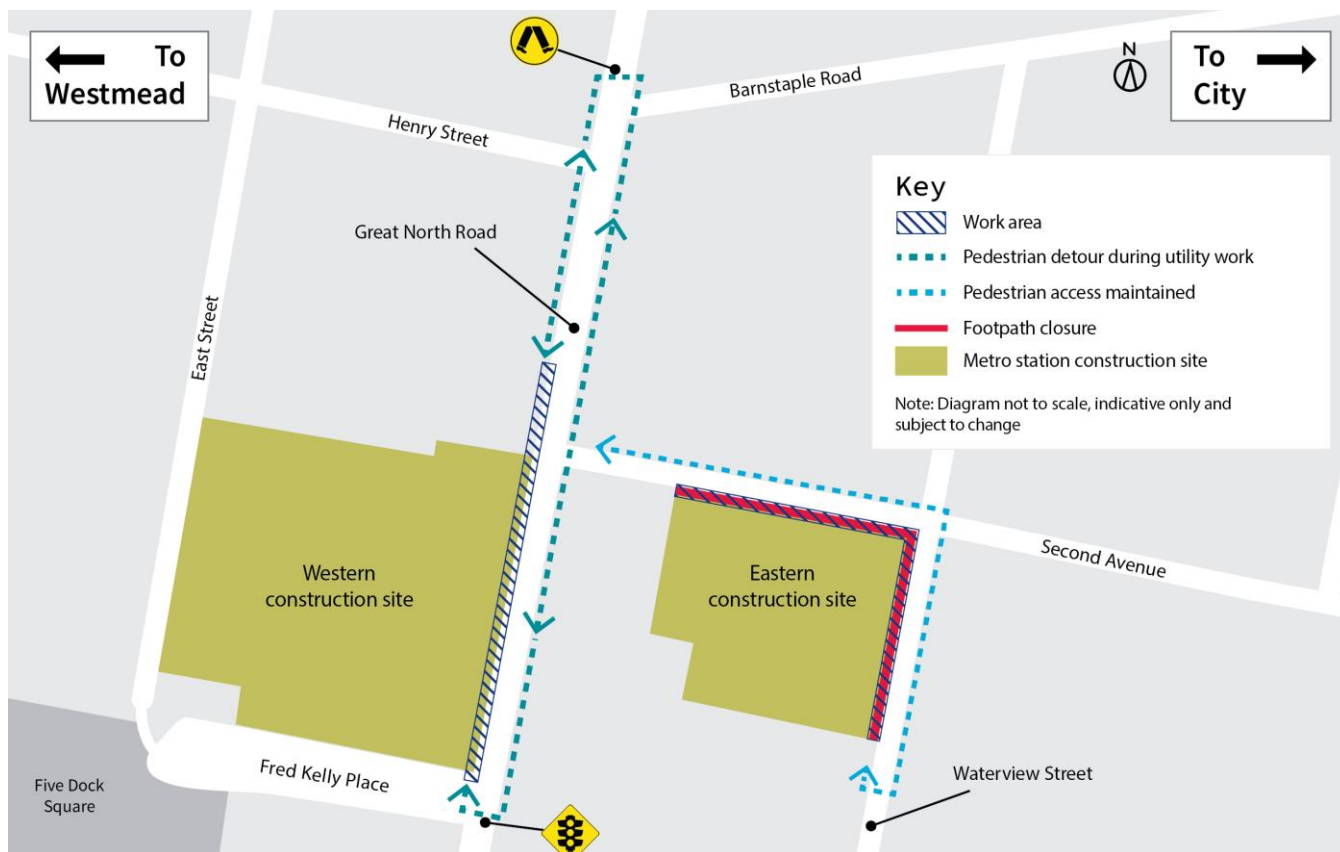 To
Westmead
N
To
City
Barnstaple Road
Henry Street
Key
Work area
Pedestrian detour during utility work
Pedestrian access maintained
Footpath closure
Metro station construction site
Note: Diagram not to scale, indicative only and
subject to change
Great North Road
East Street
Western
construction site
Eastern
construction site
Second Avenue
Fred Kelly Place
Waterview Street
Five Dock
Square